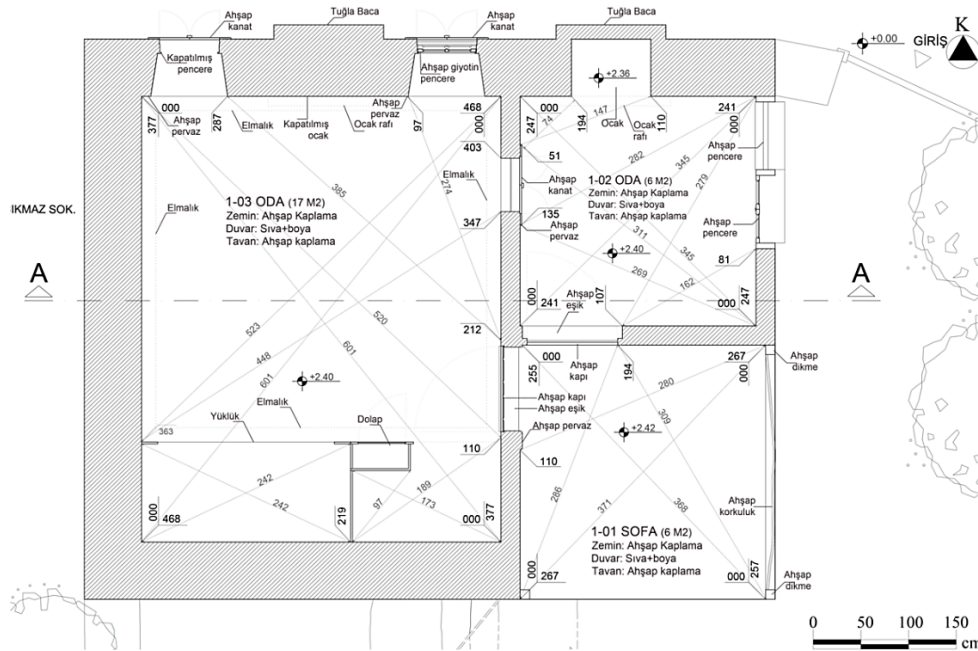 Ahşap
kanat
Tuğla Baca
Ahşap
kanat
Tuğla Baca
+0.00
GİRİŞ
K
Kapatılmış
pencere
Ahşap giyotin
pencere
+2.36
000
377
Ahşap
pervaz
287
Elmalık
Kapatılmış
ocak
Ocak rafı
Ahşap
pervaz
97
468
000
403
000
247
74
147
194
Ocak
Ocak
rafı
110
241
000
Ahşap
pencere
51
Ahşap
kanat
282
345
279
385
274
Elmalık
1-03 ODA (17 M2)
Zemin: Ahşap Kaplama
Duvar: Sıva+boya
Tavan: Ahşap kaplama
1-02 ODA (6 M2)
Zemin: Ahşap Kaplama
Duvar: Sıva+boya
Tavan: Ahşap kaplama
IKMAZ SOK.
Elmalık
347
135
Ahşap
pervaz
311
345
+2.40
Ahşap
pencere
81
269
162
A
A
000
241
Ahşap
eşik
107
000
247
523
520
212
448
601
601
+2.40
000
255
Ahşap
kapı
194
267
000
Ahşap
dikme
280
Ahşap kapı
Ahşap eşik
309
363
Yüklük
Elmalık
Dolap
Ahşap pervaz
+2.42
110
110
242
242
97
189
173
286
371
368
Ahşap
korkuluk
000
468
219
000
377
1-01 SOFA (6 M2)
Zemin: Ahşap Kaplama
Duvar: Sıva+boya
Tavan: Ahşap kaplama
000
267
000
257
Ahşap
dikme
0 50 100 150
cm